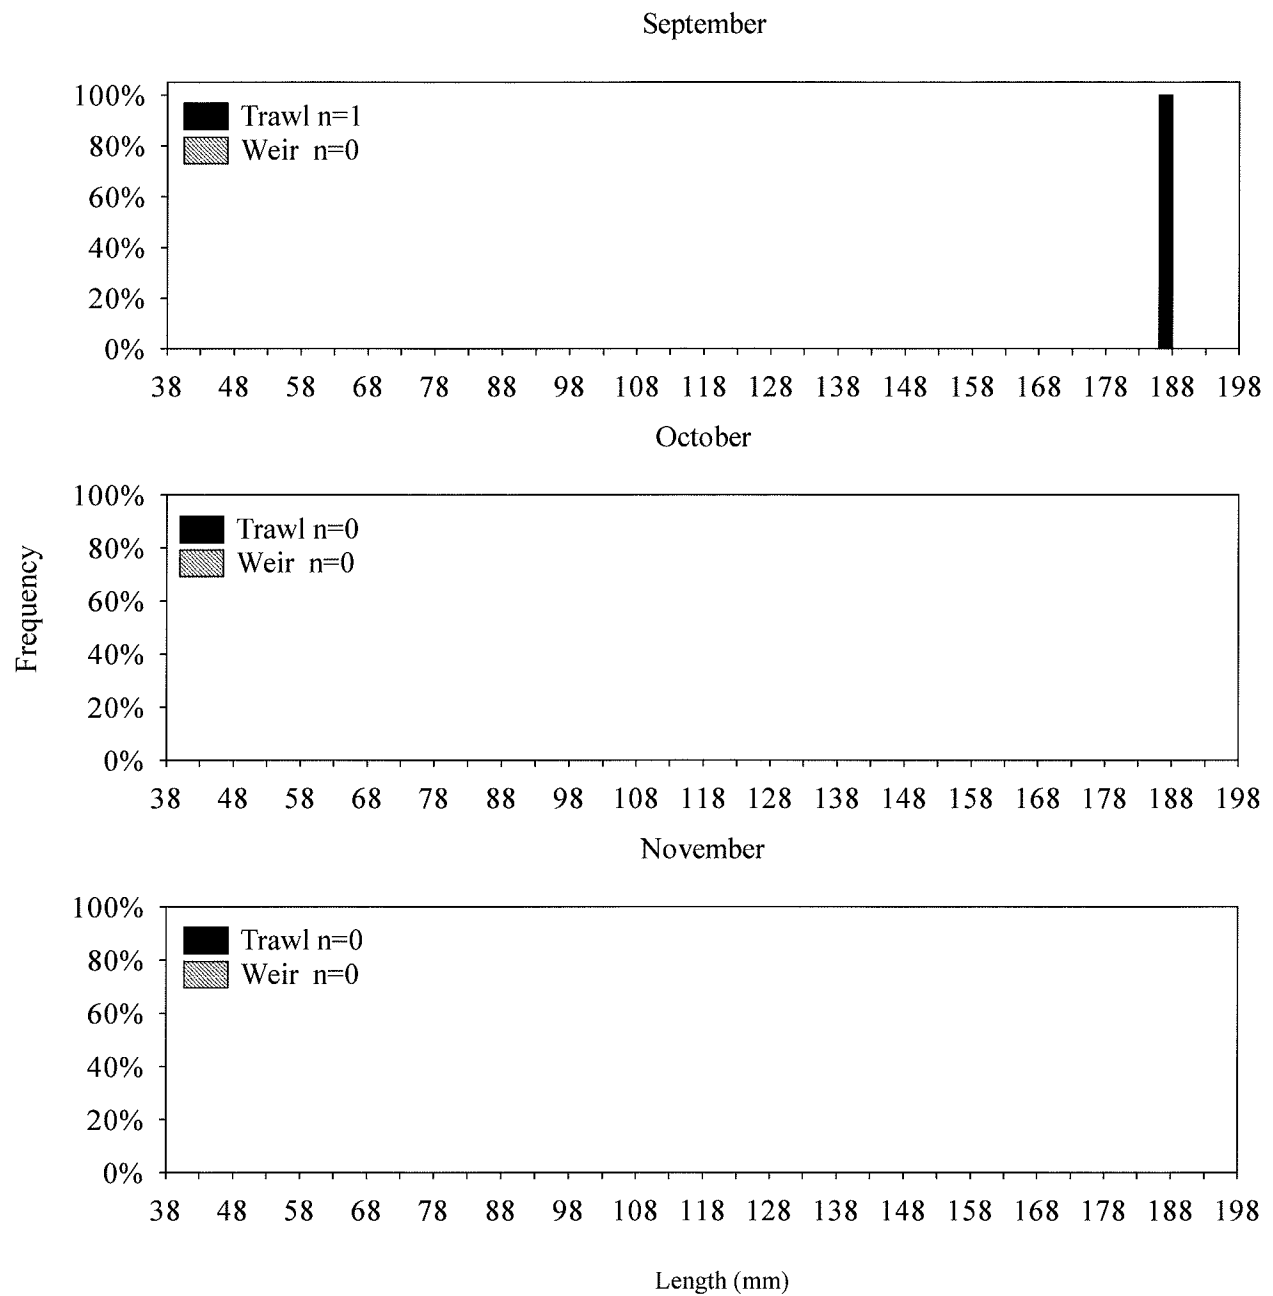 September
100%
80%
60%
40%
20%
0%
Trawl n=1
Weir n=0
38 48 58 68 78 88 98 108 118 128 138 148 158 168 178 188 198
October
100%
80%
60%
40%
20%
0%
Trawl n=0
Weir n=0
38 48 58 68 78 88 98 108 118 128 138 148 158 168 178 188 198
Frequency
November
100%
80%
60%
40%
20%
0%
Trawl n=0
Weir n=0
38 48 58 68 78 88 98 108 118 128 138 148 158 168 178 188 198
Length (mm)